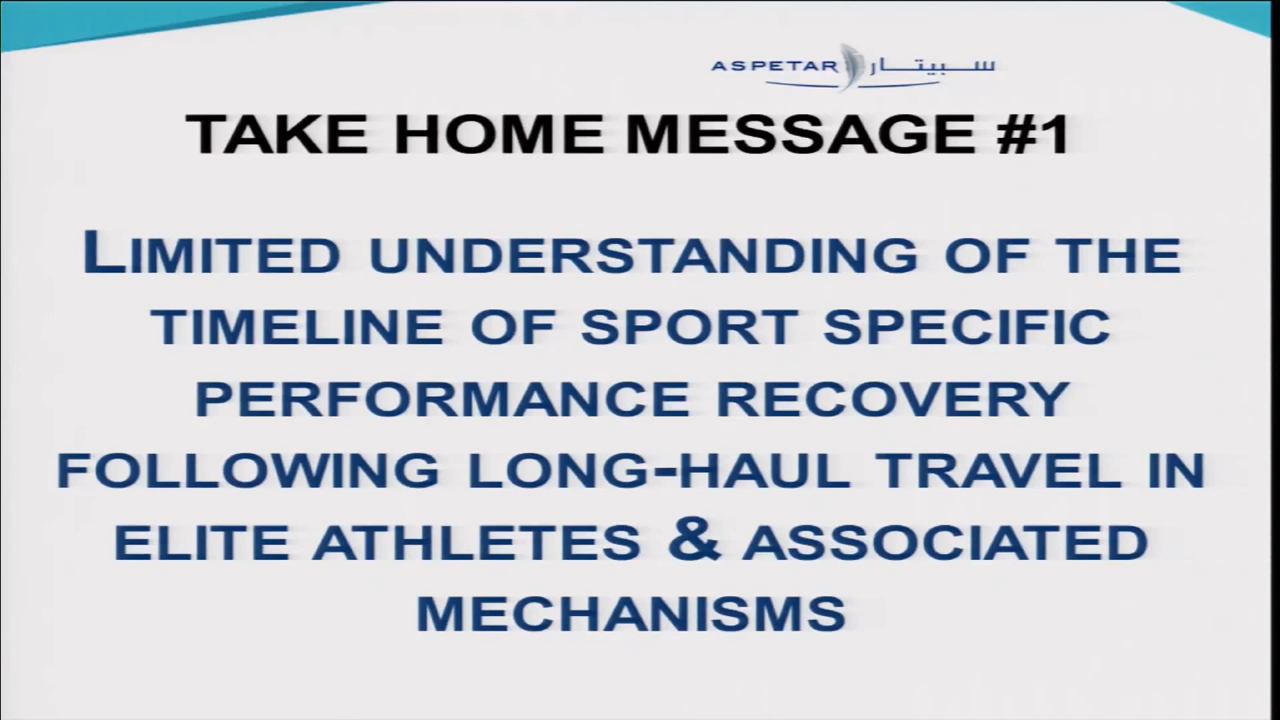 ASPETAR سبيتار
TAKE HOME MESSAGE #1
LIMITED UNDERSTANDING OF THE
TIMELINE OF SPORT SPECIFIC
PERFORMANCE RECOVERY
FOLLOWING LONG-HAUL TRAVEL IN
ELITE ATHLETES & ASSOCIATED
MECHANISMS